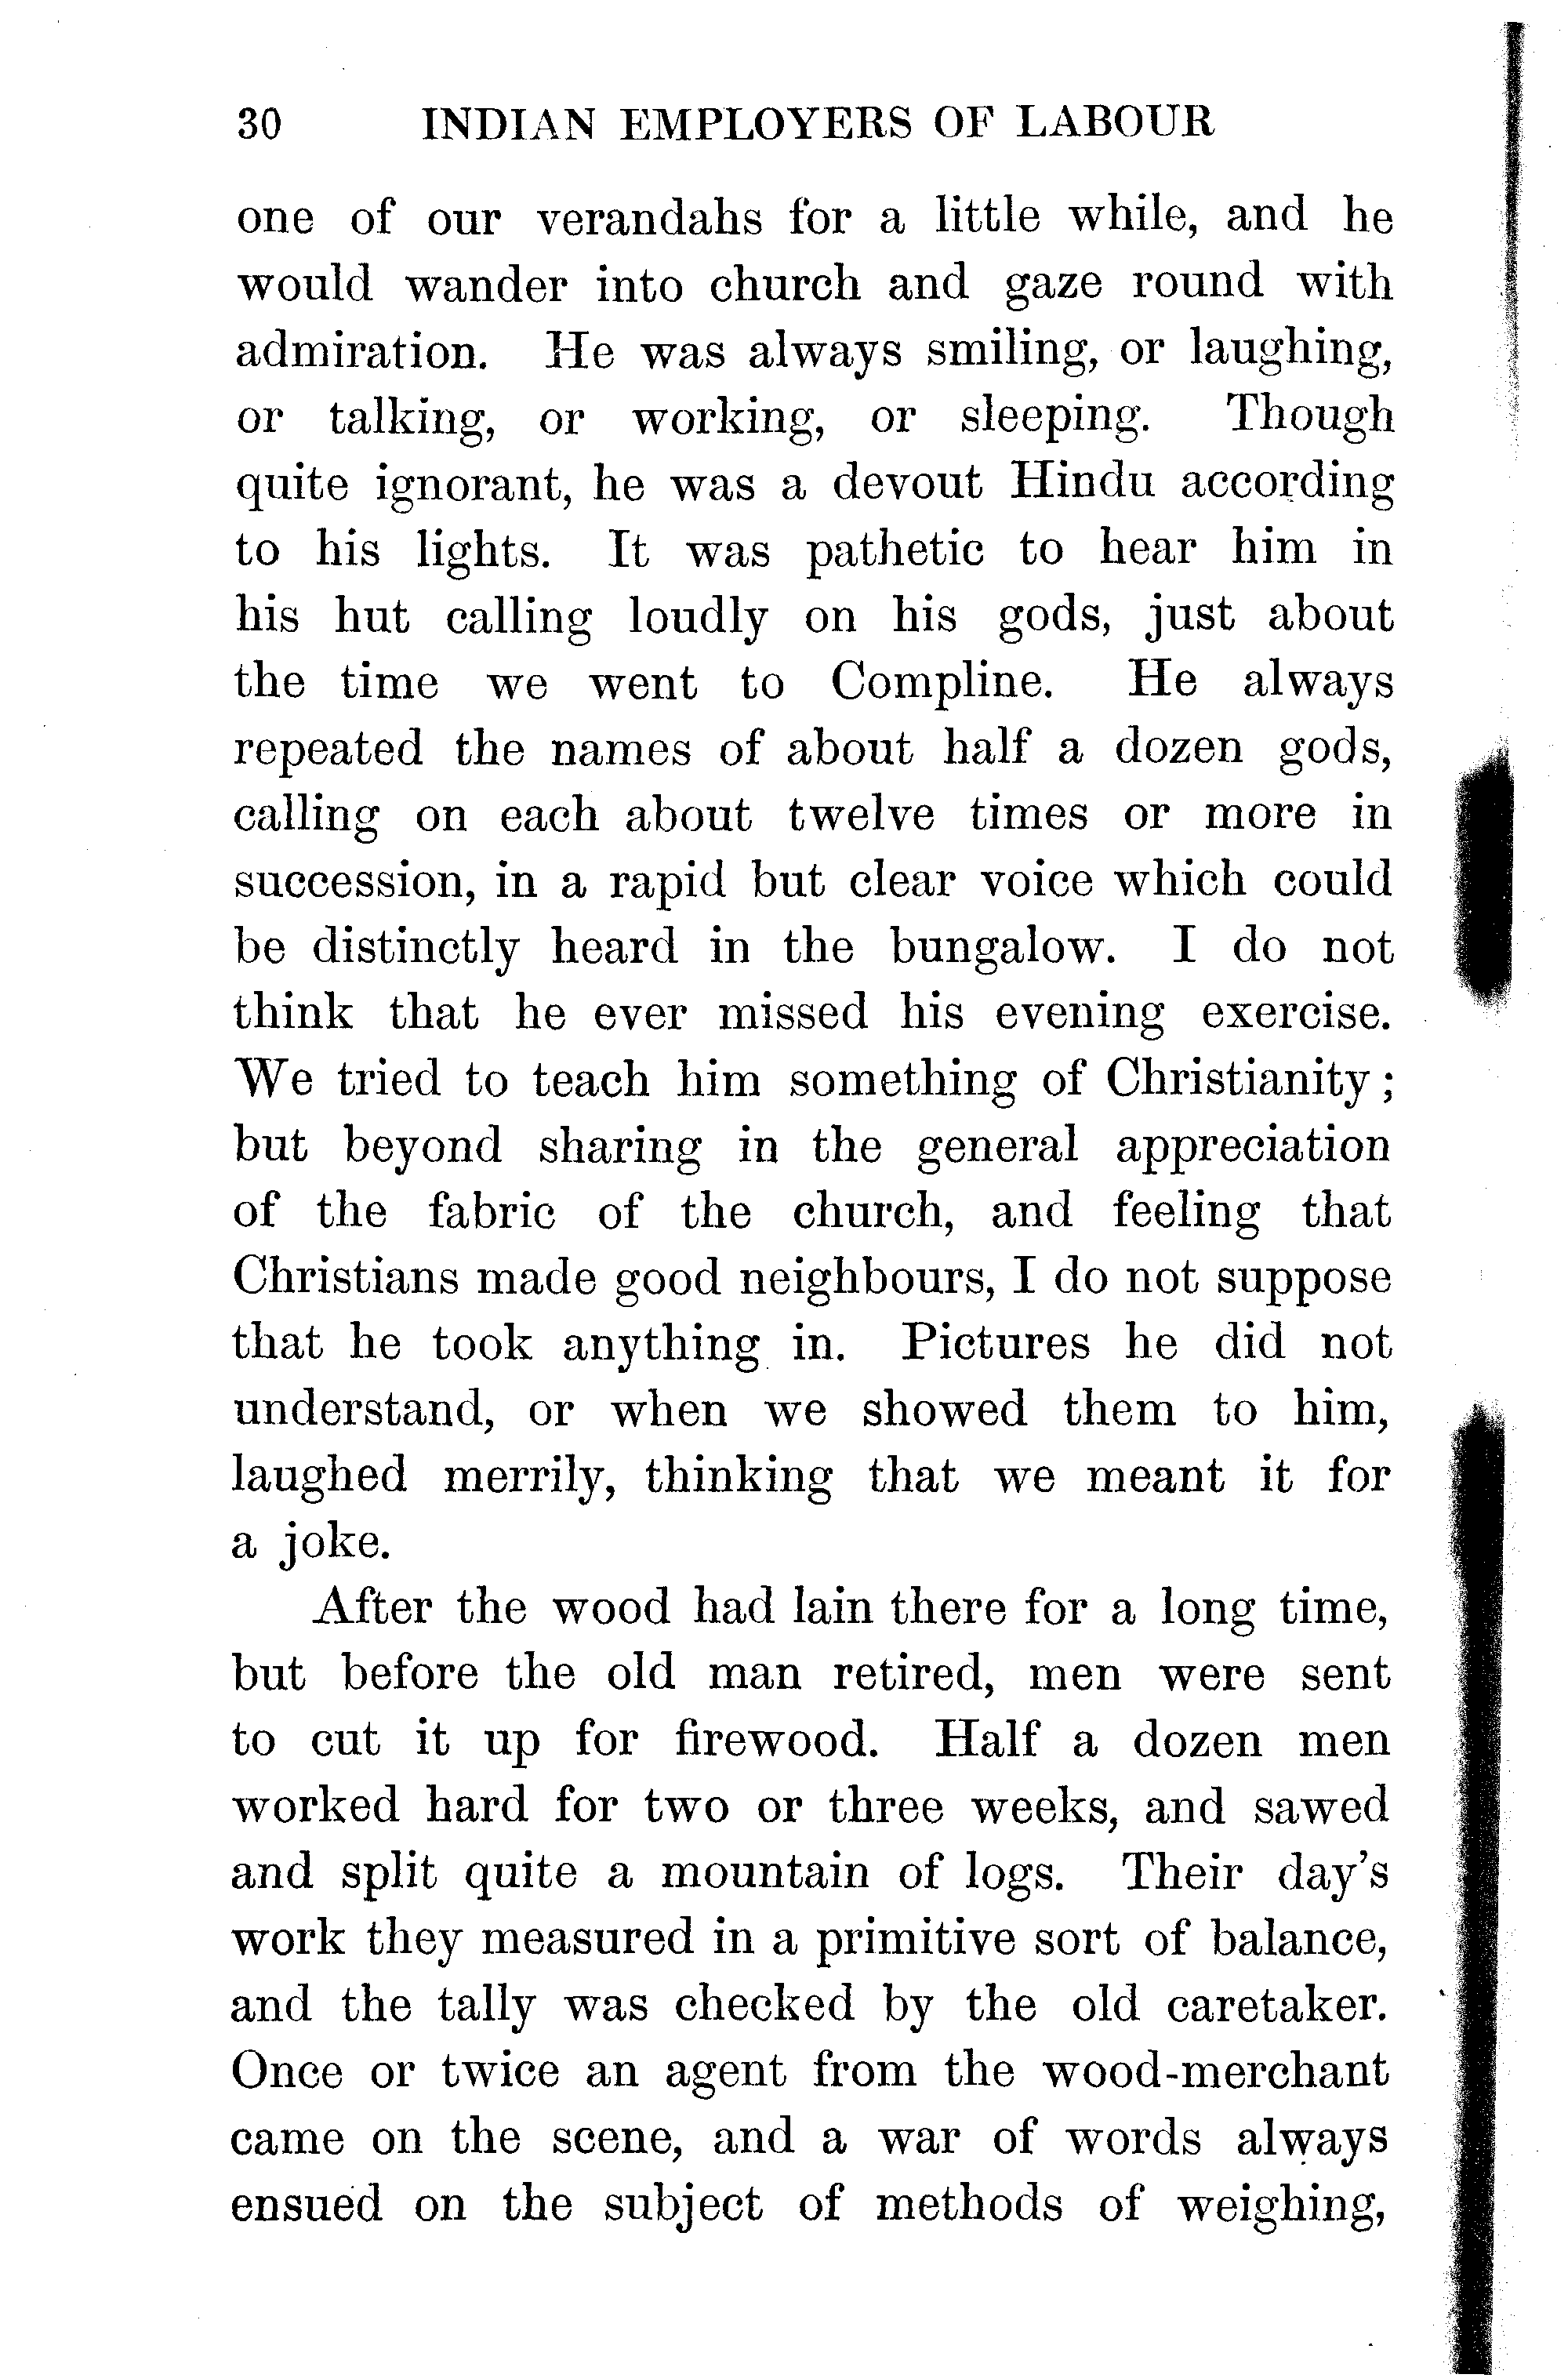 30 INDIAN EMPLOYERS OF LABOUR
one of our verandahs for a little while, and he
would wander into church and gaze round with
admiration. He was always smiling, or laughing,
or talking, or working, or sleeping. Though
quite ignorant, he was a devout Hindu according
to his lights. It was pathetic to hear him in
his hut calling loudly on his gods, just about
the time we went to Compline. He always
repeated the names of about half a dozen gods,
calling on each about twelve times or more in
succession, in a rapid but clear voice which could
be distinctly heard in the bungalow. I do not
think that he ever missed his evening exercise.
We tried to teach him something of Christianity;
but beyond sharing in the general appreciation
of the fabric of the church, and feeling that
Christians made good neighbours, I do not suppose
that he took anything in. Pictures he did not
understand, or when we showed them to him,
laughed merrily, thinking that we meant it for
a joke.
After the wood had lain there for a long time,
but before the old man retired, men were sent
to cut it up for firewood. Half a dozen men
worked hard for two or three weeks, and sawed
and split quite a mountain of logs. Their day's
work they measured in a primitive sort of balance,
and the tally was checked by the old caretaker.
Once or twice an agent from the wood-merchant
came on the scene, and a war of words always
ensued on the subject of methods of weighing,